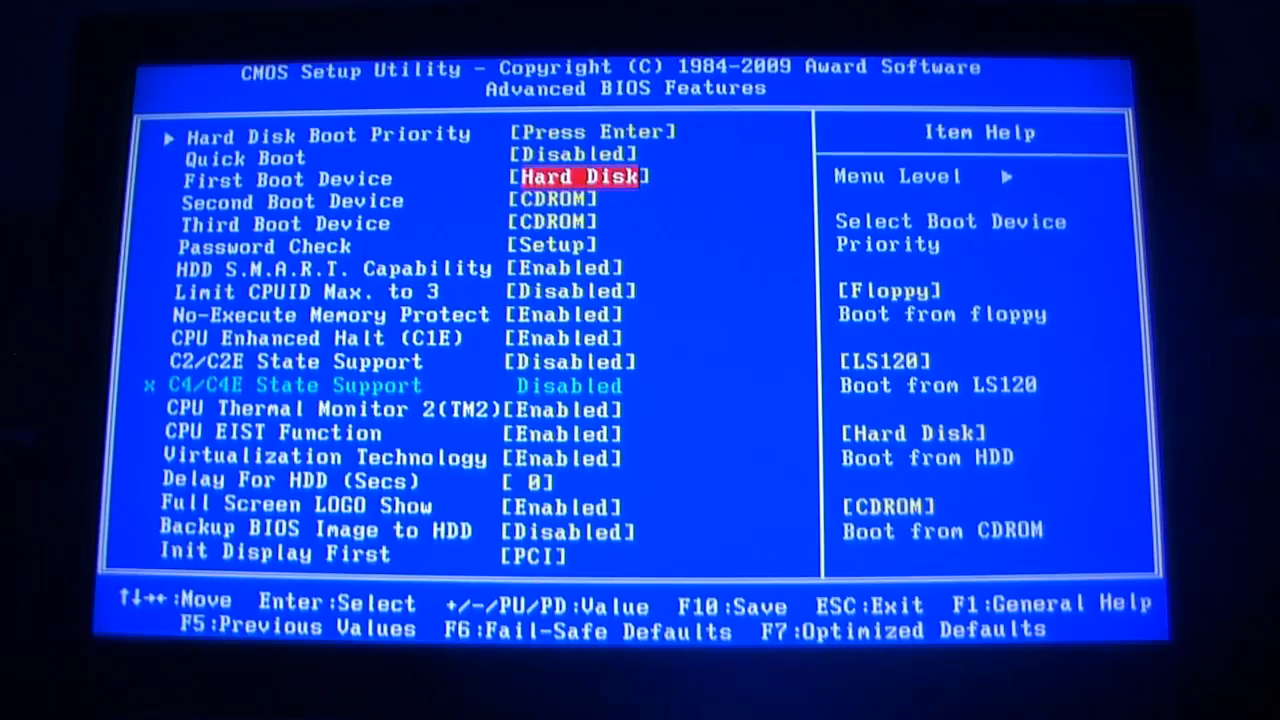 CMOS Setup Utility - Copyright (C) 1984-2009 Award Software
Advanced BIOS Features
Hard Disk Boot Priority [Press Enter]
Quick Boot [Disabled]
First Boot Device [Hard Disk]
Second Boot Device [CDROM]
Third Boot Device [CDROM]
Password Check [Setup]
HDD S.M.A.R.T. Capability [Enabled]
Limit CPUID Max. to 3 [Disabled]
No-Execute Memory Protect [Enabled]
CPU Enhanced Halt (C1E) [Enabled]
C2/C2E State Support [Disabled]
x C4/C4E State Support Disabled
CPU Thermal Monitor 2(TM2)[Enabled]
CPU EIST Function [Enabled]
Virtualization Technology [Enabled]
Delay For HDD (Secs) [ 0]
Full Screen LOGO Show [Enabled]
Backup BIOS Image to HDD [Disabled]
Init Display First [PCI]
Item Help
Menu Level ▶
Select Boot Device
Priority
[Floppy]
Boot from floppy
[LS120]
Boot from LS120
[Hard Disk]
Boot from HDD
[CDROM]
Boot from CDROM
↑↓→←:Move Enter:Select +/-/PU/PD:Value F10:Save ESC:Exit F1:General Help
F5:Previous Values F6:Fail-Safe Defaults F7:Optimized Defaults